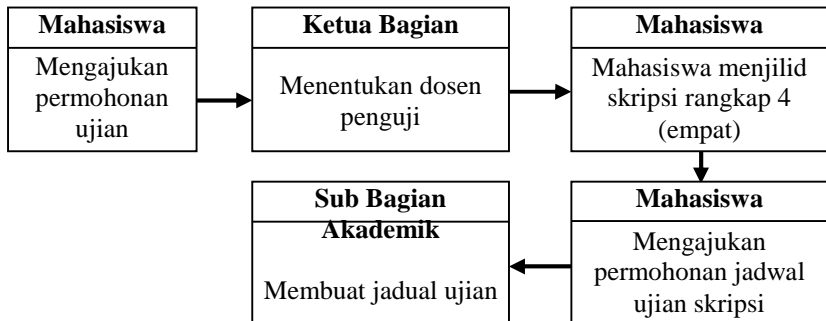 Mahasiswa
Mengajukan
permohonan
ujian
Ketua Bagian
Menentukan dosen
penguji
Mahasiswa
Mahasiswa menjilid
skripsi rangkap 4
(empat)
Mahasiswa
Mengajukan
permohonan jadwal
ujian skripsi
Sub Bagian
Akademik
Membuat jadual ujian